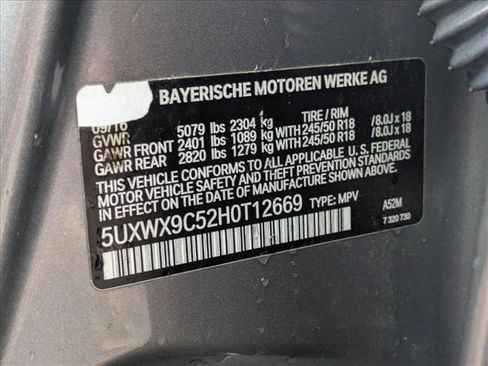 BAYERISCHE MOTOREN WERKE AG
09/16
GVWR 5079 lbs 2304 kg TIRE / RIM
GAWR FRONT 2401 lbs 1089 kg WITH 245/50 R18 / 8.0J x 18
GAWR REAR 2820 lbs 1279 kg WITH 245/50 R18 / 8.0J x 18
THIS VEHICLE CONFORMS TO ALL APPLICABLE U.S. FEDERAL
MOTOR VEHICLE SAFETY AND THEFT PREVENTION STANDARDS
IN EFFECT ON THE DATE OF MANUFACTURE SHOWN ABOVE.
5UXWX9C52H0T12669 TYPE: MPV A52M
7 320 730